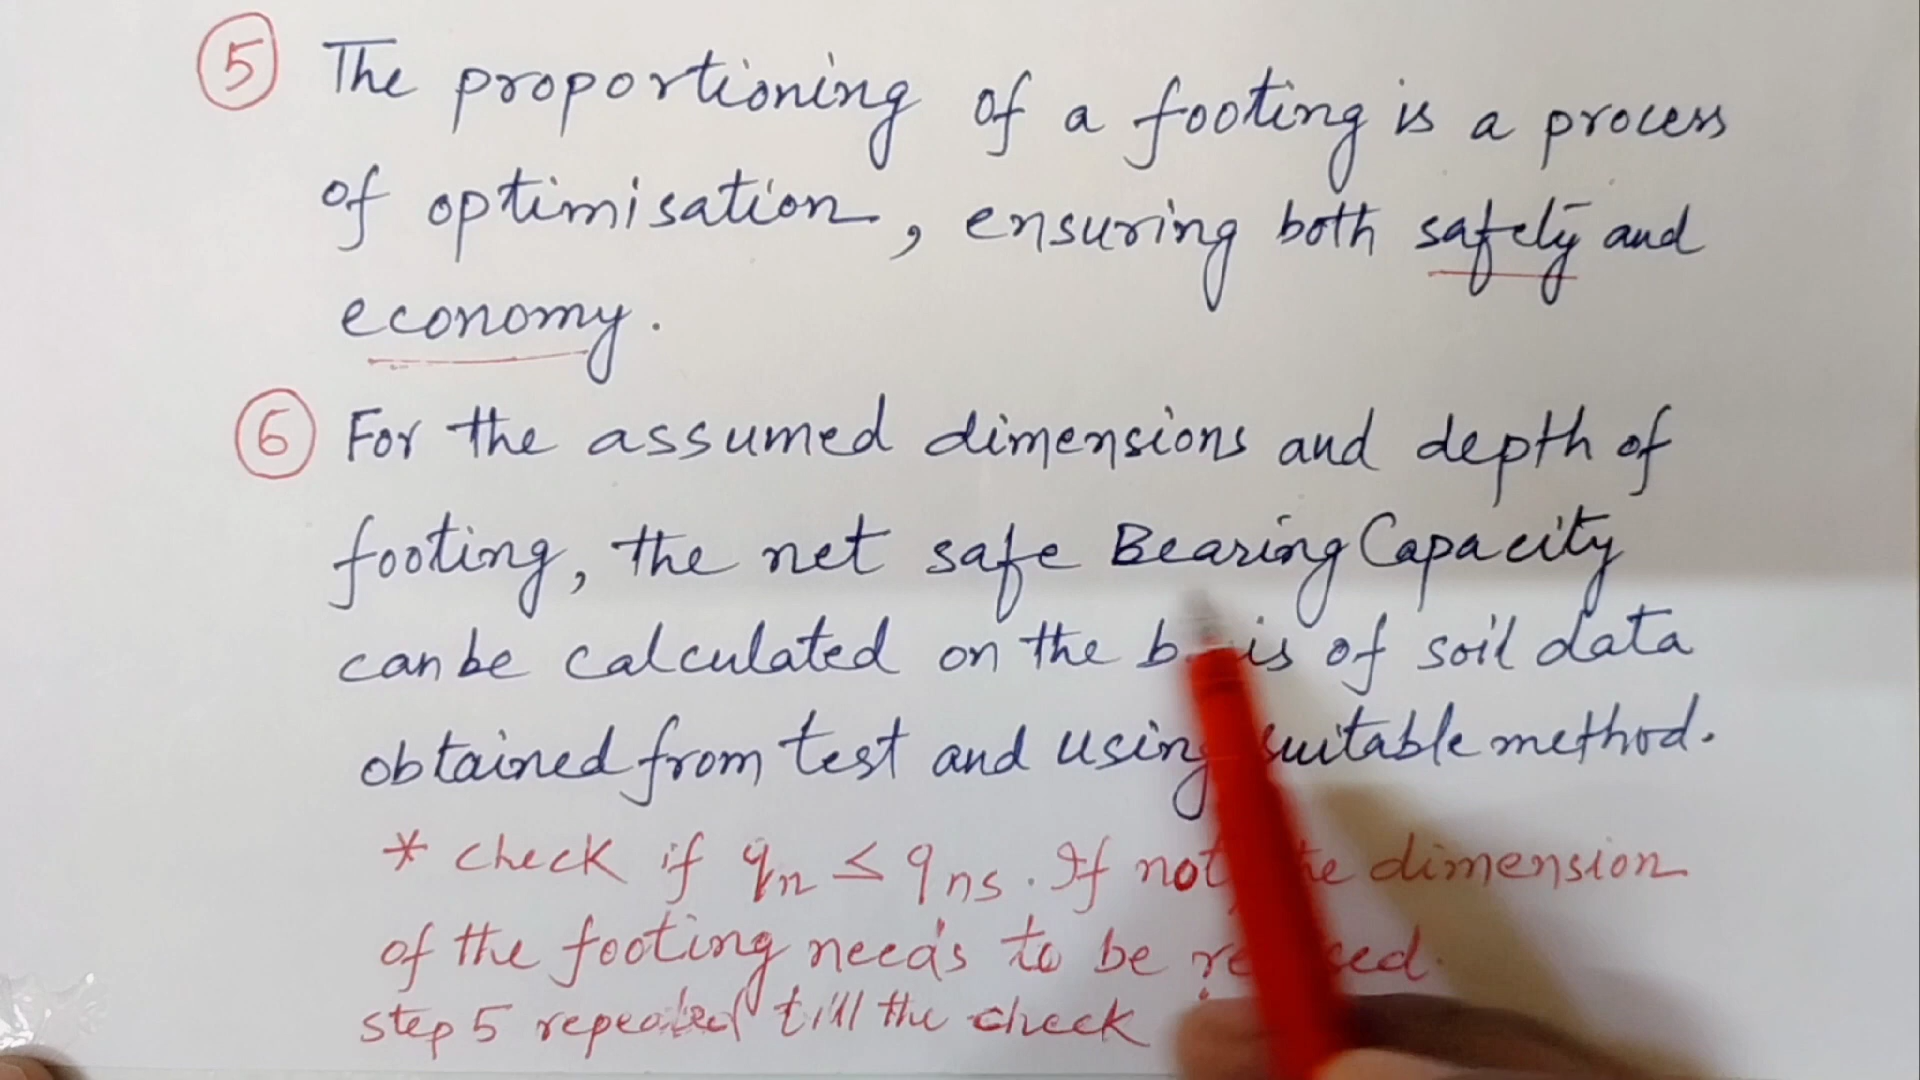 5 The proportioning of a footing is a process
of optimisation, ensuring both safety and
economy.
6 For the assumed dimensions and depth of
footing, the net safe Bearing Capacity
can be calculated on the of soil data
obtained from test and using suitable method.
* check if qn ≤ qns. If not, dimension
of the footing needs to be
step 5 repeated till the check